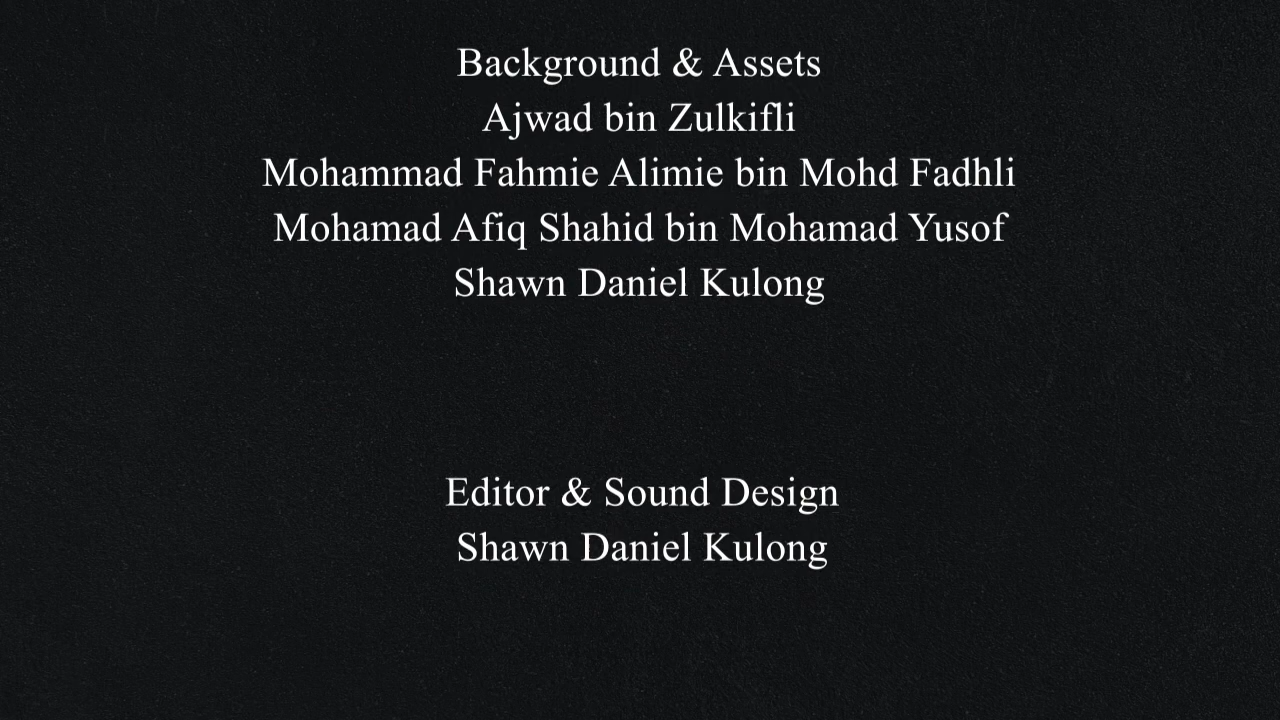 Background & Assets
Ajwad bin Zulkifli
Mohammad Fahmie Alimie bin Mohd Fadhli
Mohamad Afiq Shahid bin Mohamad Yusof
Shawn Daniel Kulong
Editor & Sound Design
Shawn Daniel Kulong